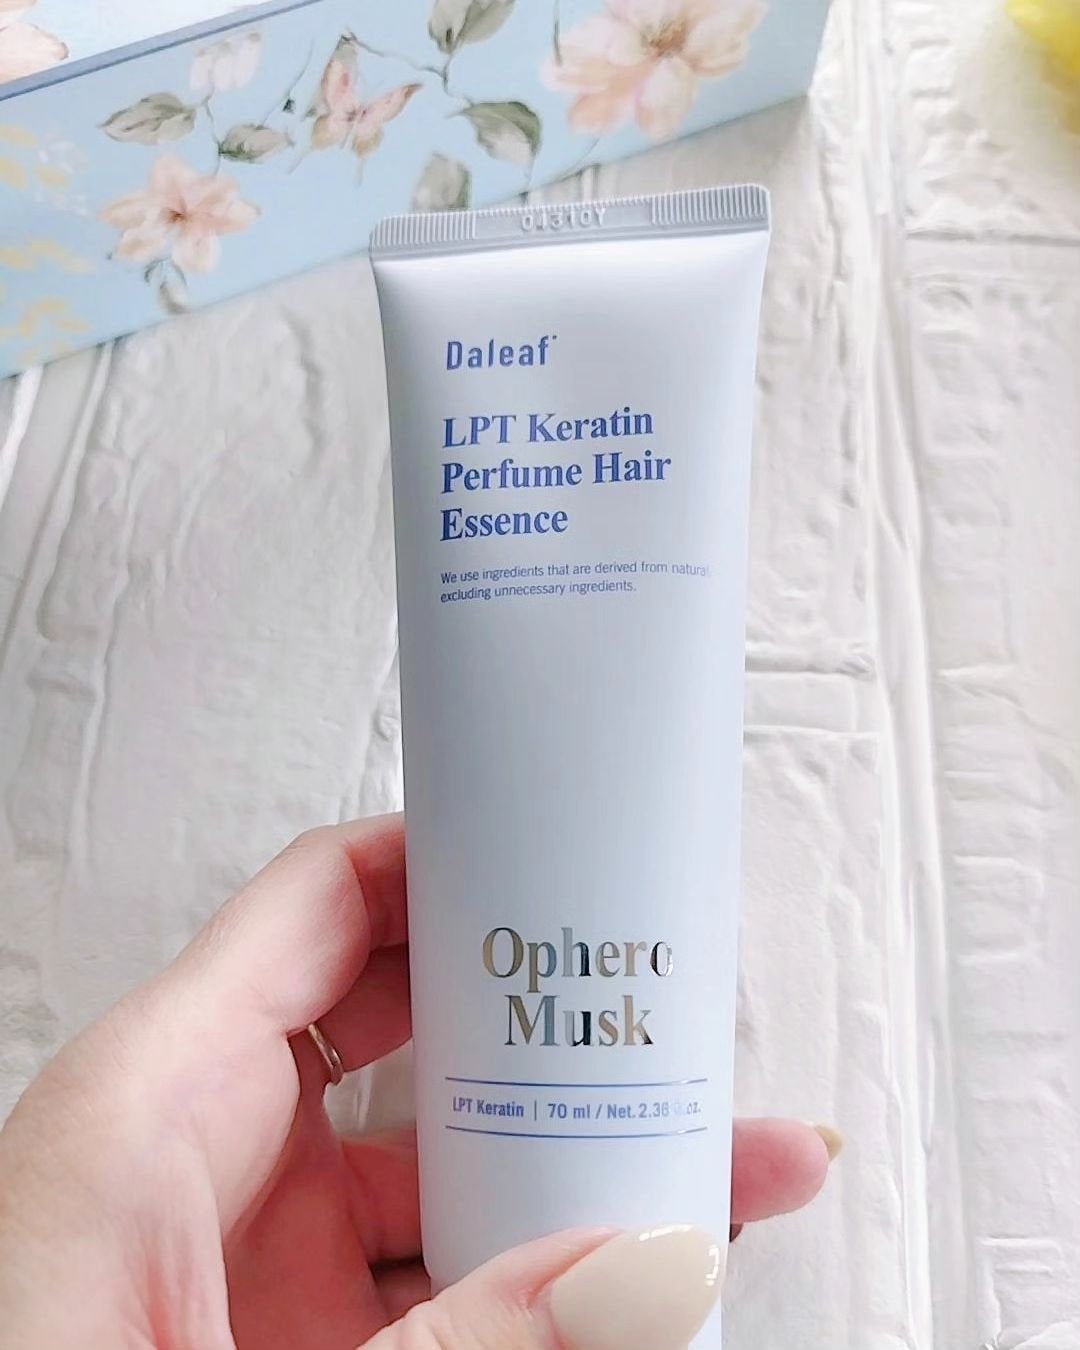 Daleaf
LPT Keratin
Perfume Hair
Essence
We use ingredients that are derived from natural,
excluding unnecessary ingredients.
Ophero
Musk
LPT Keratin | 70 ml / Net. 2.36 oz.